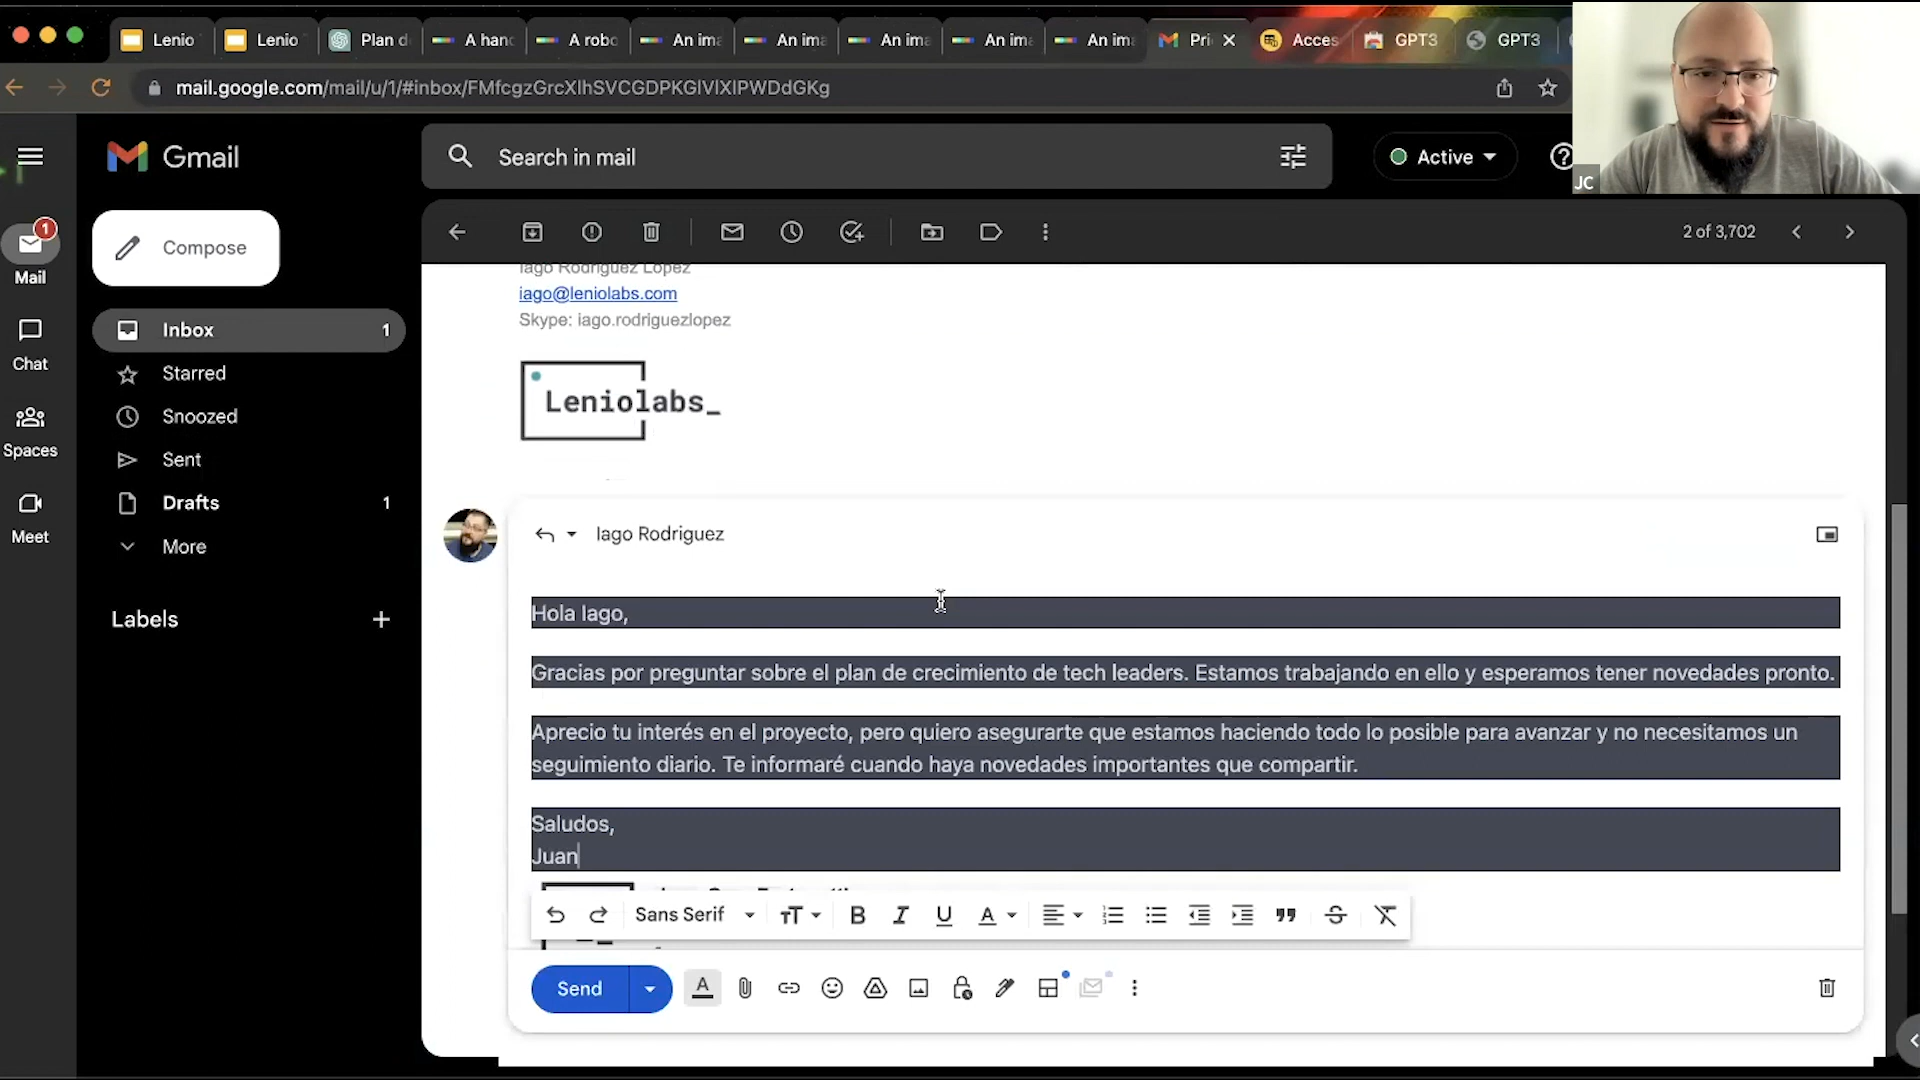 Lenio
Lenio
Plan d
A hand
A robo
An ima
An ima
An ima
An ima
An ima
Pri
Acces
GPT3
GPT3
mail.google.com/mail/u/1/#inbox/FMfcgzGrcXlhSVCGDPKGlVlXlPWDdGKg
Gmail
Search in mail
Active
JC
1
Mail
Chat
Spaces
Meet
Compose
Inbox 1
Starred
Snoozed
Sent
Drafts 1
More
Labels
2 of 3,702
Iago Rodriguez Lopez
iago@leniolabs.com
Skype: iago.rodriguezlopez
Leniolabs_
Iago Rodriguez
Hola Iago,
Gracias por preguntar sobre el plan de crecimiento de tech leaders. Estamos trabajando en ello y esperamos tener novedades pronto.
Aprecio tu interés en el proyecto, pero quiero asegurarte que estamos haciendo todo lo posible para avanzar y no necesitamos un
seguimiento diario. Te informaré cuando haya novedades importantes que compartir.
Saludos,
Juan
Sans Serif
Send